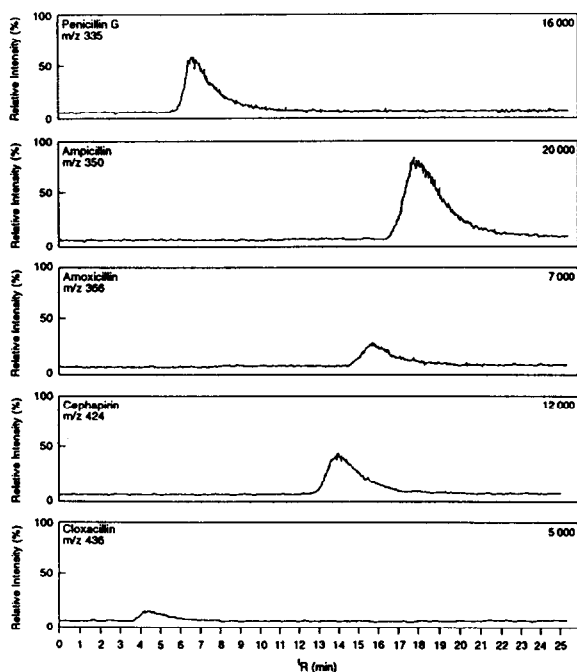 Penicillin G
m/z 335
16 000
Relative Intensity (%)
100
50
0
Ampicillin
m/z 350
20 000
Relative Intensity (%)
100
50
0
Amoxicillin
m/z 366
7 000
Relative Intensity (%)
100
50
0
Cephapirin
m/z 424
12 000
Relative Intensity (%)
100
50
0
Cloxacillin
m/z 436
5 000
Relative Intensity (%)
100
50
0
0 1 2 3 4 5 6 7 8 9 10 11 12 13 14 15 16 17 18 19 20 21 22 23 24 25
tR (min)